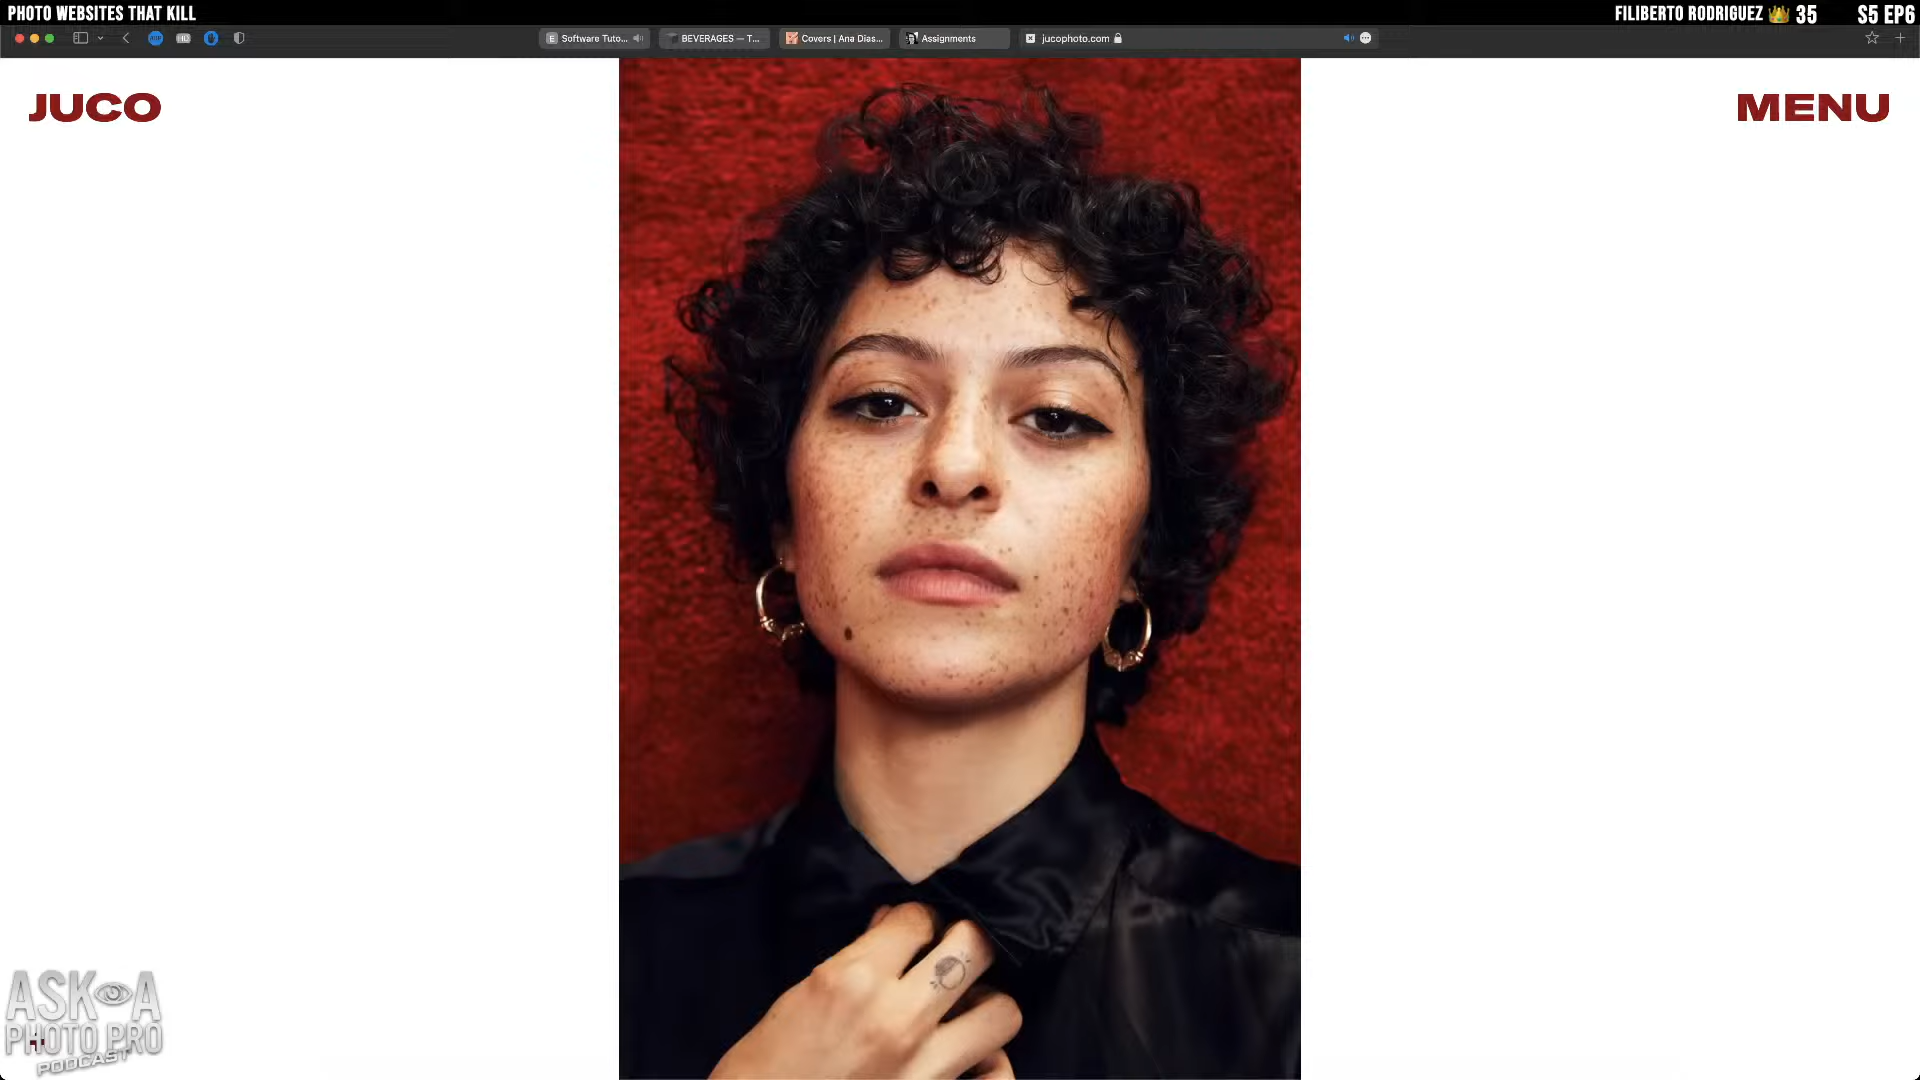 PHOTO WEBSITES THAT KILL
FILIBERTO RODRIGUEZ 35 S5 EP6
Software Tuto...
BEVERAGES — T...
Covers | Ana Dias...
Assignments
jucophoto.com
JUCO
MENU
ASK A
PHOTO PRO
PODCAST